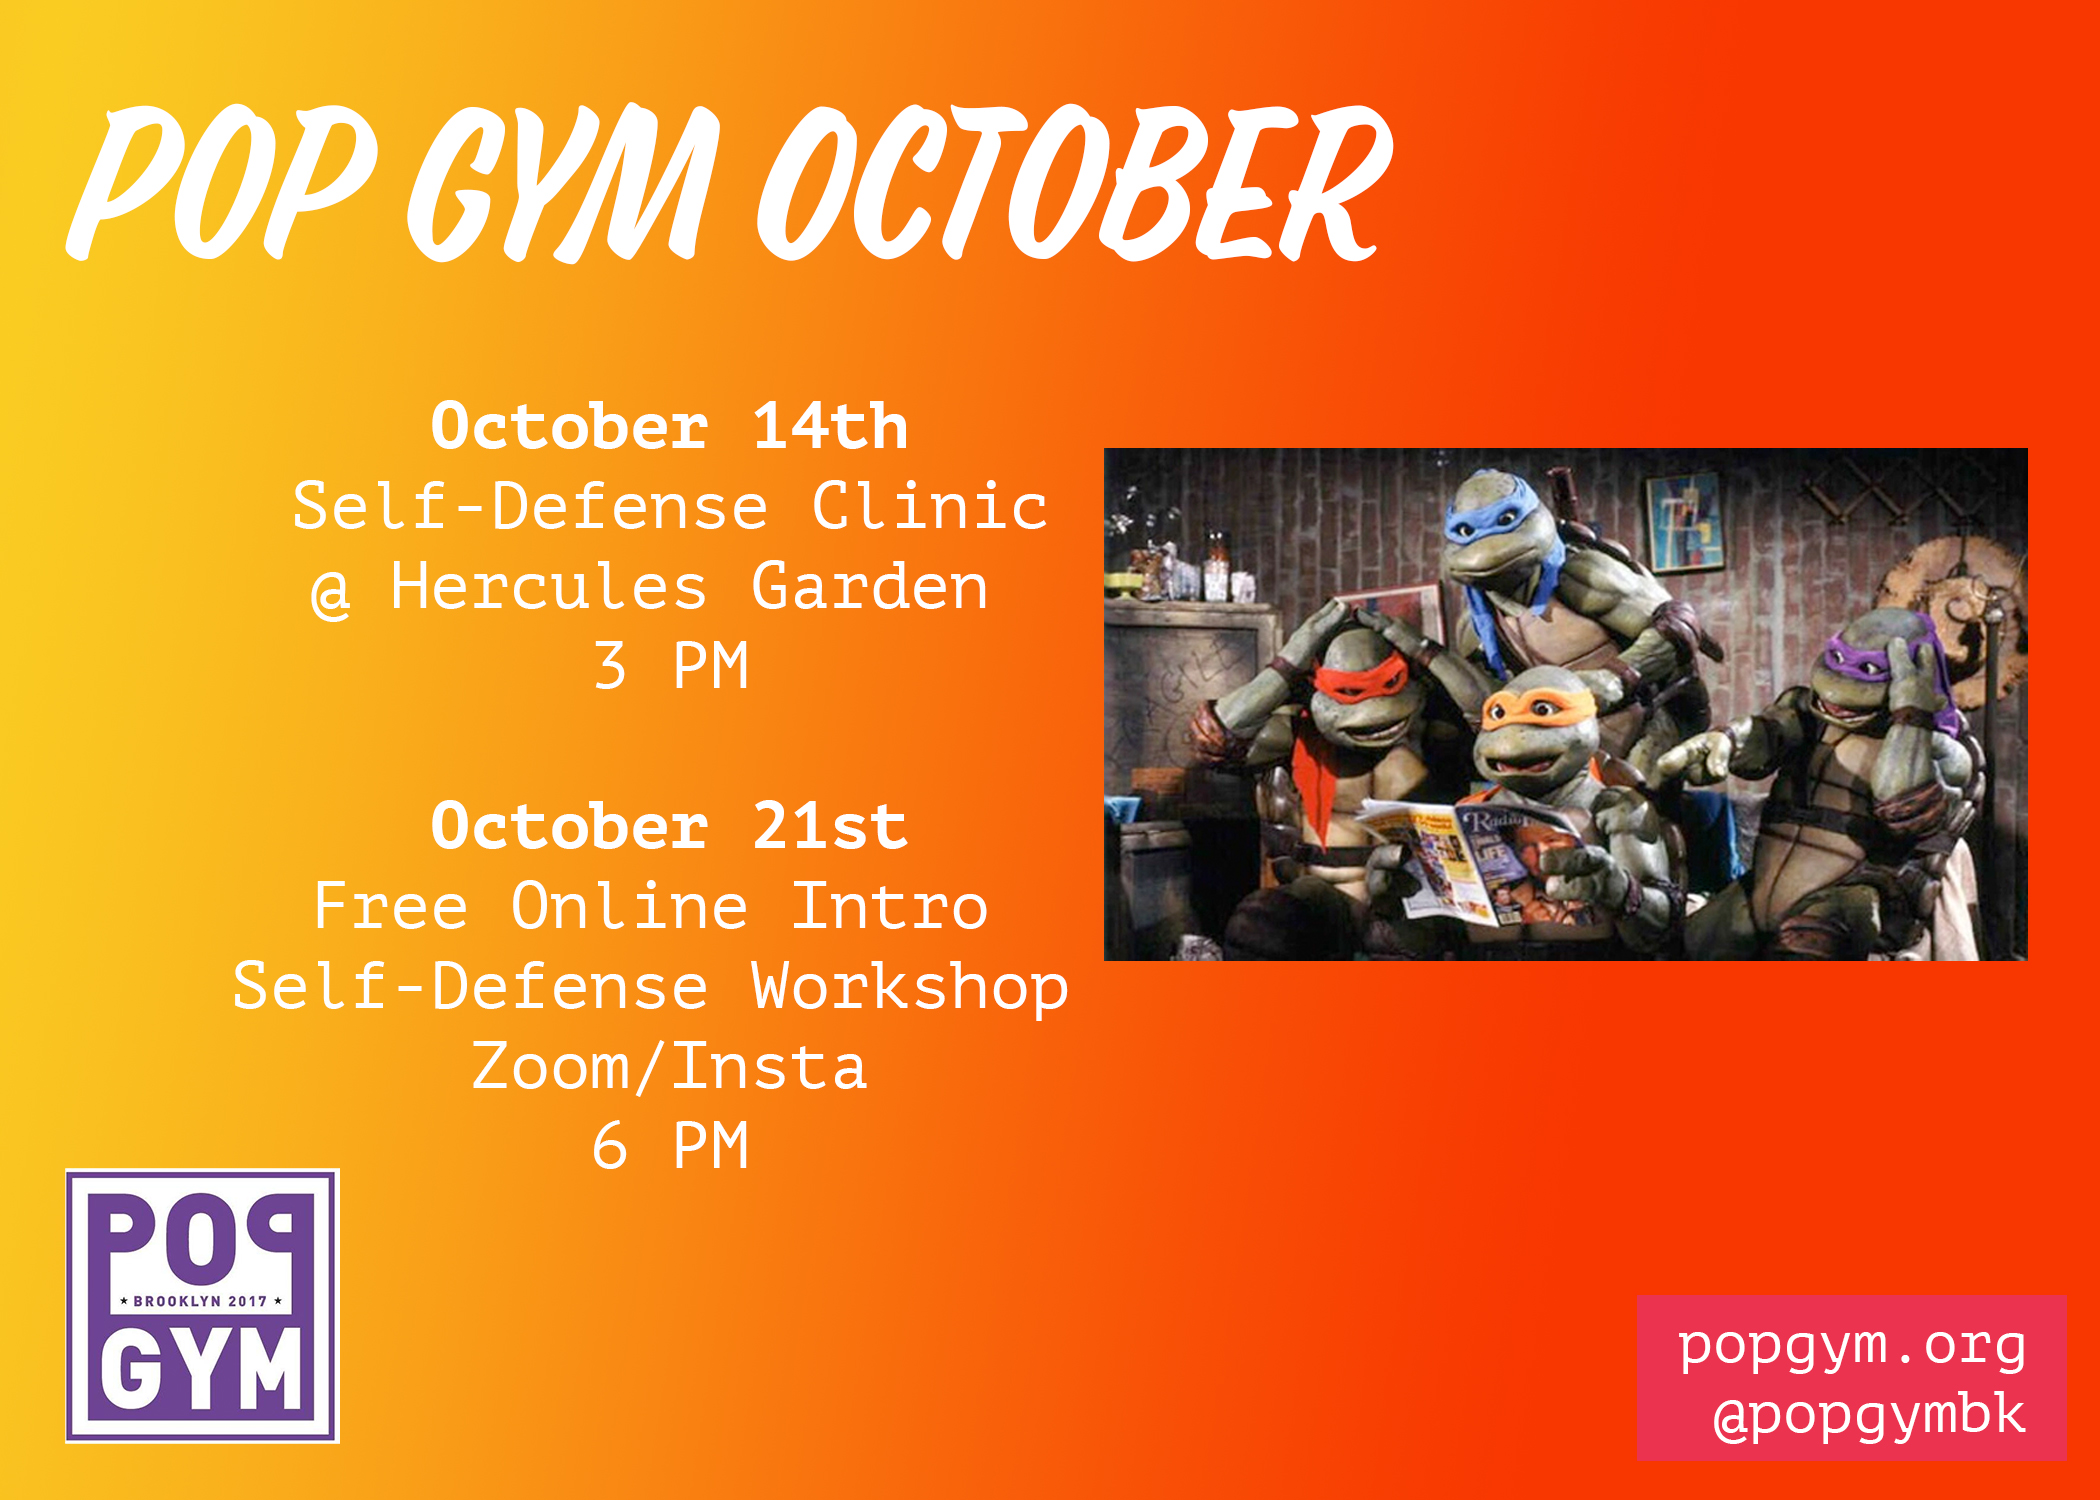 POP GYM OCTOBER
October 14th
Self-Defense Clinic
@ Hercules Garden
3 PM
October 21st
Free Online Intro
Self-Defense Workshop
Zoom/Insta
6 PM
LIFE
POP
★ BROOKLYN 2017 ★
GYM
popgym.org
@popgymbk